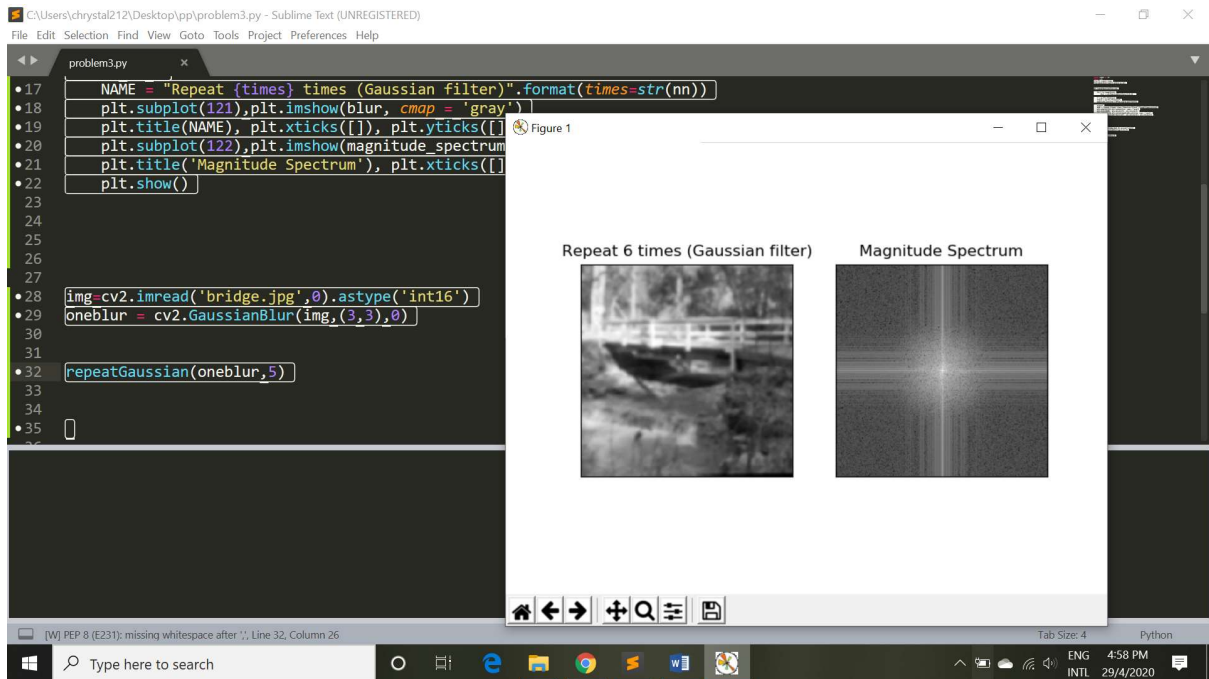 C:\Users\chrystal212\Desktop\pp\problem3.py - Sublime Text (UNREGISTERED)
File Edit Selection Find View Goto Tools Project Preferences Help
problem3.py
17 NAME = "Repeat {times} times (Gaussian filter)".format(times=str(nn))
18 plt.subplot(121),plt.imshow(blur, cmap = 'gray')
19 plt.title(NAME), plt.xticks([]), plt.yticks([]
20 plt.subplot(122),plt.imshow(magnitude_spectrum
21 plt.title('Magnitude Spectrum'), plt.xticks([]
22 plt.show()
23
24
25
26
27
28 img=cv2.imread('bridge.jpg',0).astype('int16')
29 oneblur = cv2.GaussianBlur(img,(3,3),0)
30
31
32 repeatGaussian(oneblur,5)
33
34
35
Figure 1
Repeat 6 times (Gaussian filter)
Magnitude Spectrum
[W] PEP 8 (E231): missing whitespace after ',', Line 32, Column 26
Tab Size: 4
Python
Type here to search
ENG
INTL
4:58 PM
29/4/2020